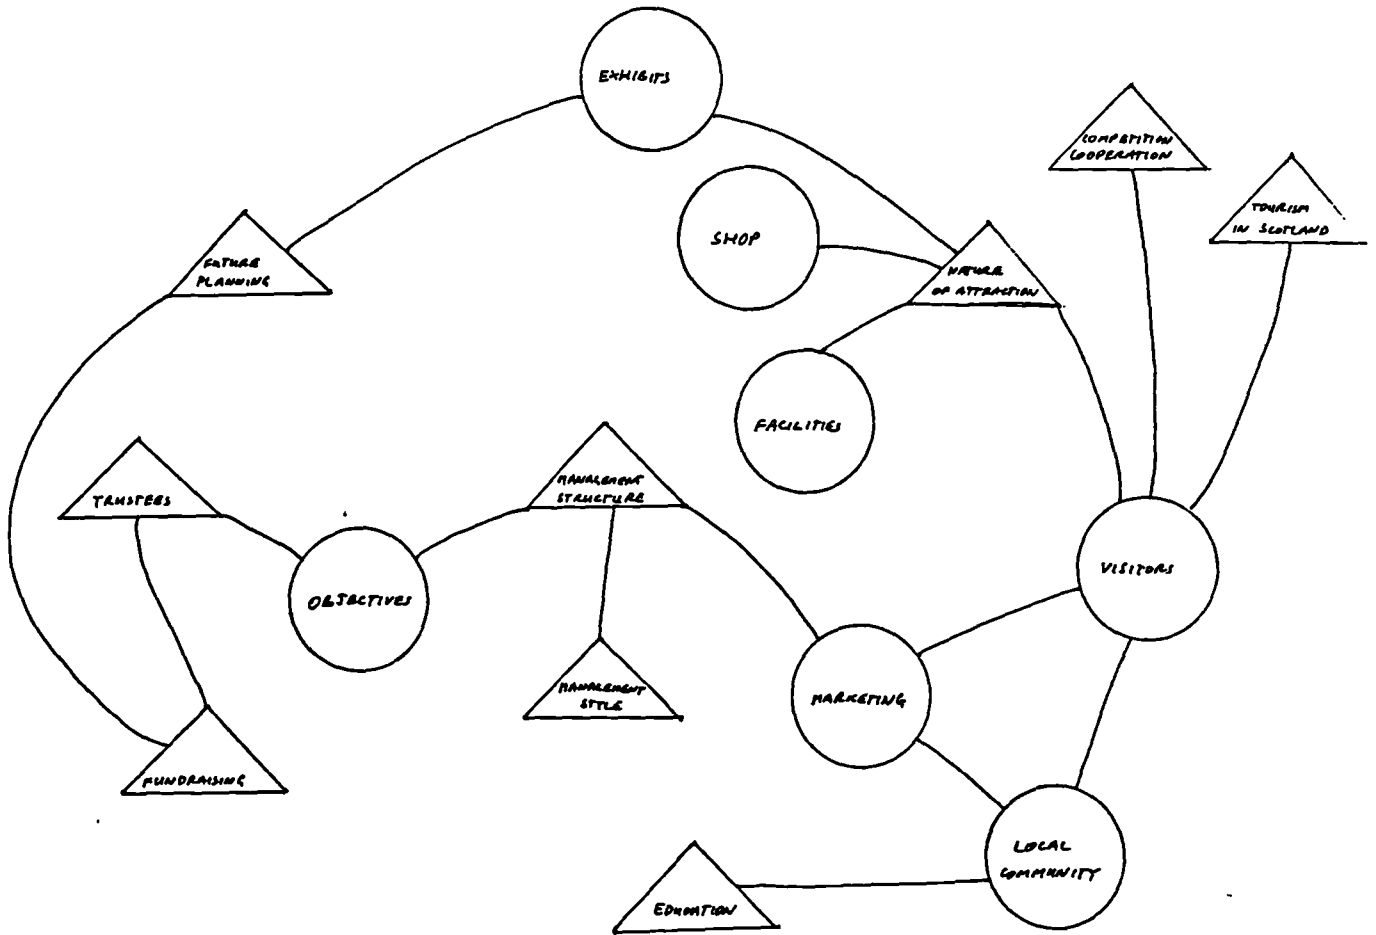 EXHIBITS
COMPETITION
COOPERATION
TOURISM
IN SCOTLAND
SHOP
FUTURE
PLANNING
NATURE
OF ATTRACTION
FACILITIES
TRUSTEES
MANAGEMENT
STRUCTURE
OBJECTIVES
VISITORS
MANAGEMENT
STYLE
MARKETING
FUNDRAISING
LOCAL
COMMUNITY
EDUCATION